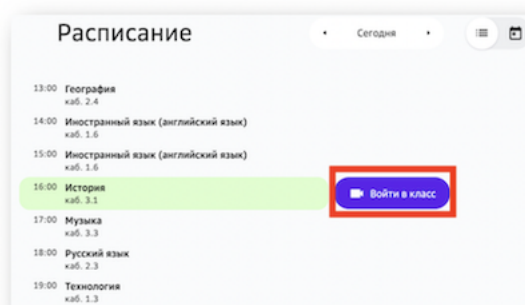 Расписание
Сегодня
13:00 География
каб. 2.4
14:00 Иностранный язык (английский язык)
каб. 1.6
15:00 Иностранный язык (английский язык)
каб. 1.6
16:00 История
каб. 3.1
Войти в класс
17:00 Музыка
каб. 3.3
18:00 Русский язык
каб. 2.3
19:00 Технология
каб. 1.3